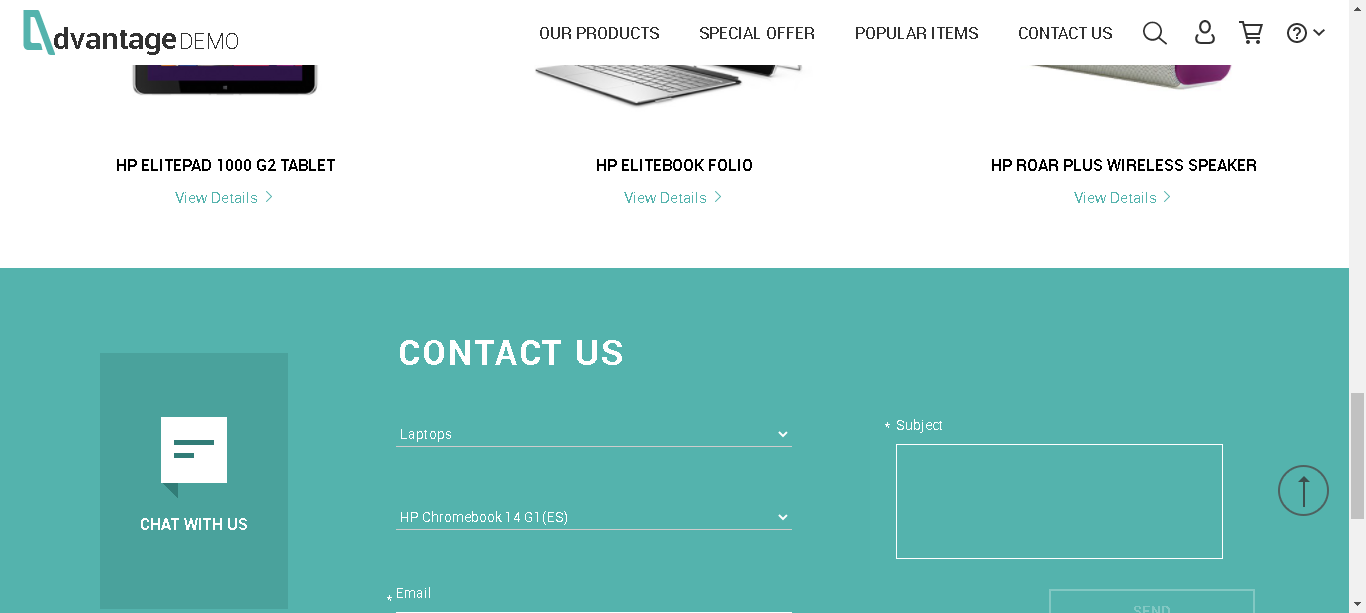 dvantage DEMO
OUR PRODUCTS
SPECIAL OFFER
POPULAR ITEMS
CONTACT US
HP ELITEPAD 1000 G2 TABLET
View Details
HP ELITEBOOK FOLIO
View Details
HP ROAR PLUS WIRELESS SPEAKER
View Details
CHAT WITH US
CONTACT US
Laptops
HP Chromebook 14 G1(ES)
* Email
* Subject
SEND